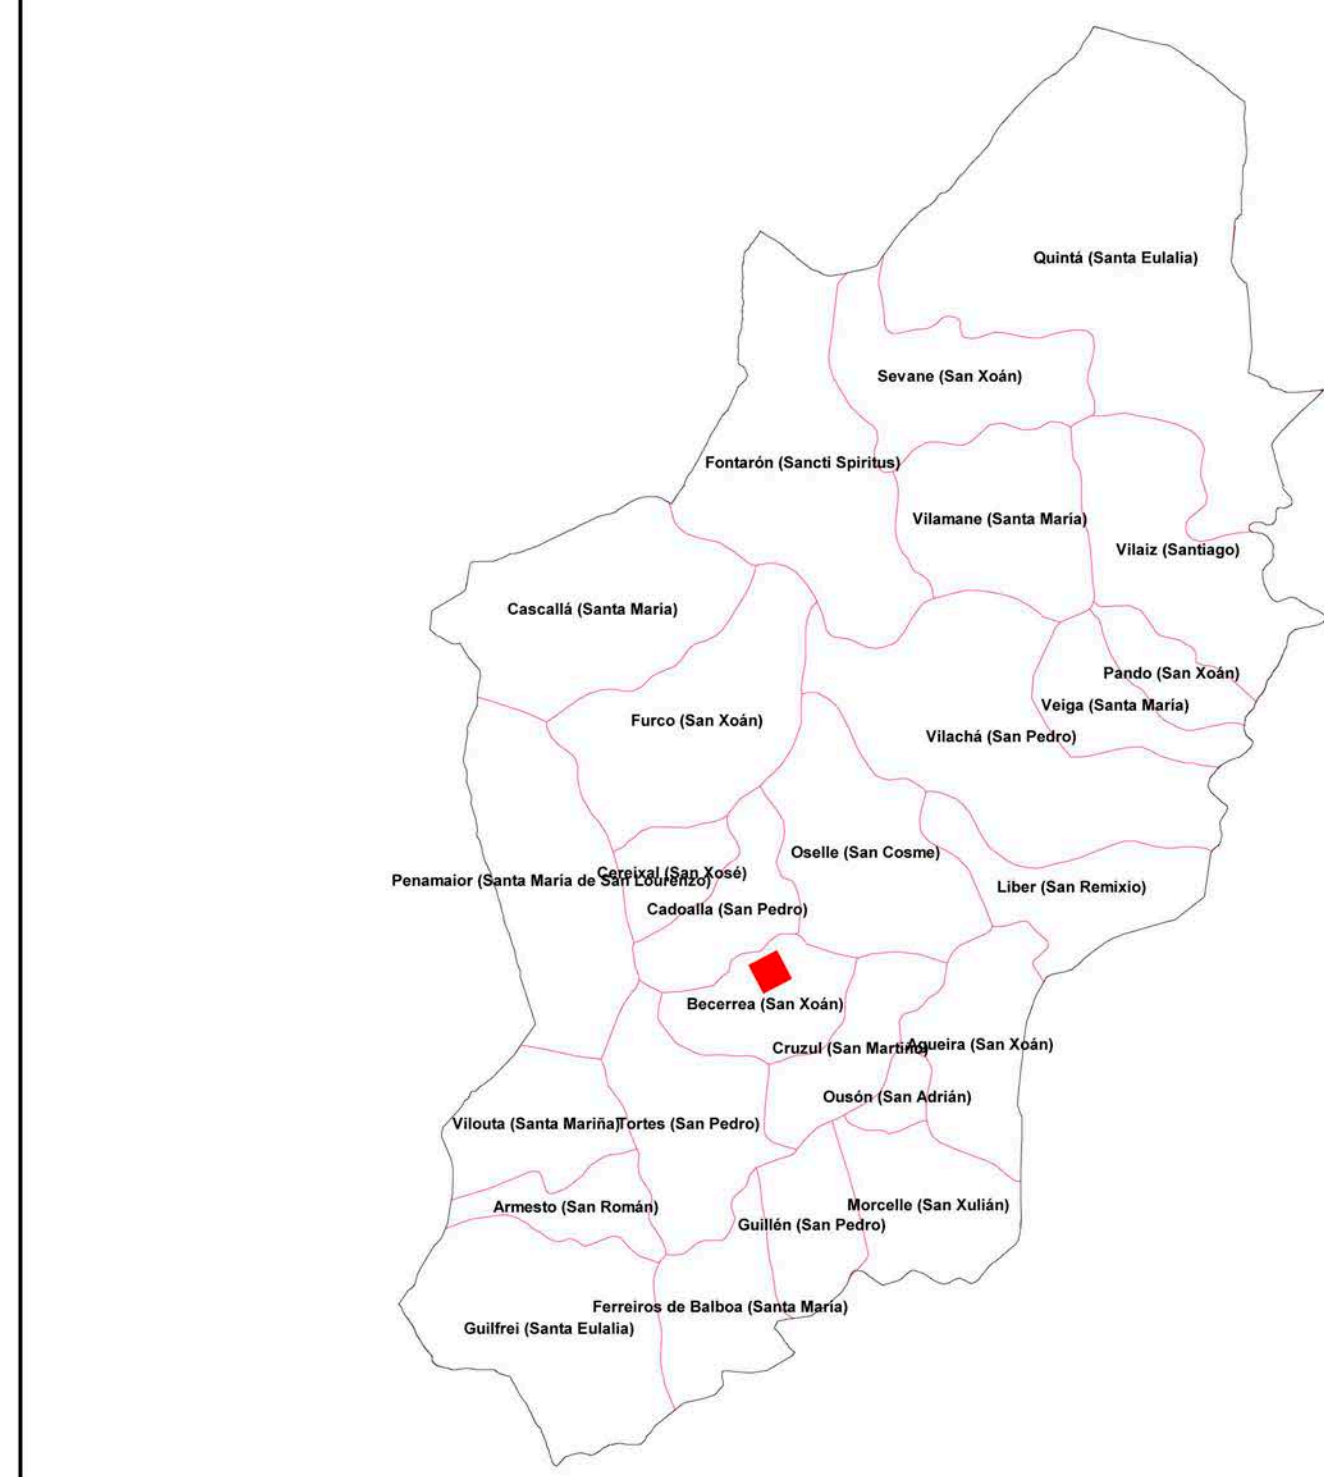 Quintá (Santa Eulalia)
Sevane (San Xoán)
Fontarón (Sancti Spiritus)
Vilamane (Santa María)
Vilaiz (Santiago)
Cascallá (Santa Maria)
Pando (San Xoán)
Veiga (Santa María)
Furco (San Xoán)
Vilachá (San Pedro)
Oselle (San Cosme)
Cereixal (San Xosé)
Penamaior (Santa María de San Lourenzo)
Liber (San Remixio)
Cadoalla (San Pedro)
Becerrea (San Xoán)
Cruzul (San Martiño)
Agueira (San Xoán)
Ousón (San Adrián)
Vilouta (Santa Mariña)
Tortes (San Pedro)
Armesto (San Román)
Morcelle (San Xulián)
Guillén (San Pedro)
Ferreiros de Balboa (Santa María)
Guilfrei (Santa Eulalia)